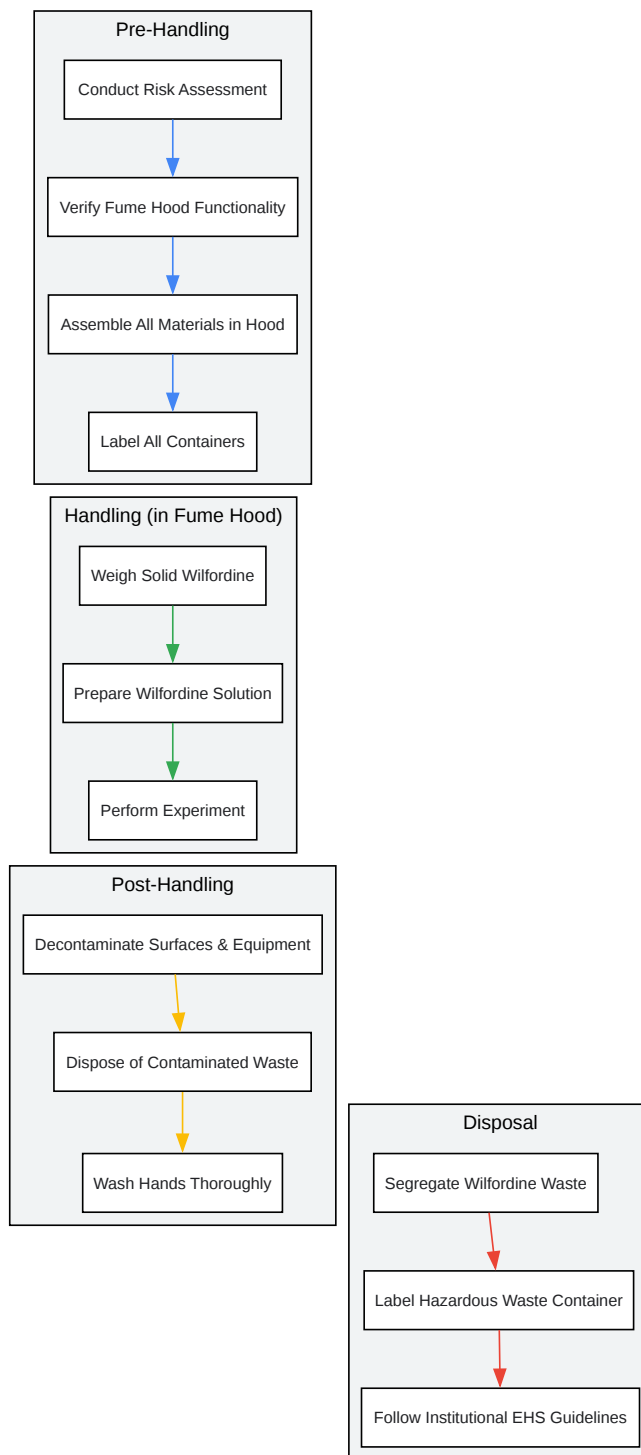 Pre-Handling
Conduct Risk Assessment
Verify Fume Hood Functionality
Assemble All Materials in Hood
Label All Containers
Handling (in Fume Hood)
Weigh Solid Wilfordine
Prepare Wilfordine Solution
Perform Experiment
Post-Handling
Decontaminate Surfaces & Equipment
Dispose of Contaminated Waste
Wash Hands Thoroughly
Disposal
Segregate Wilfordine Waste
Label Hazardous Waste Container
Follow Institutional EHS Guidelines